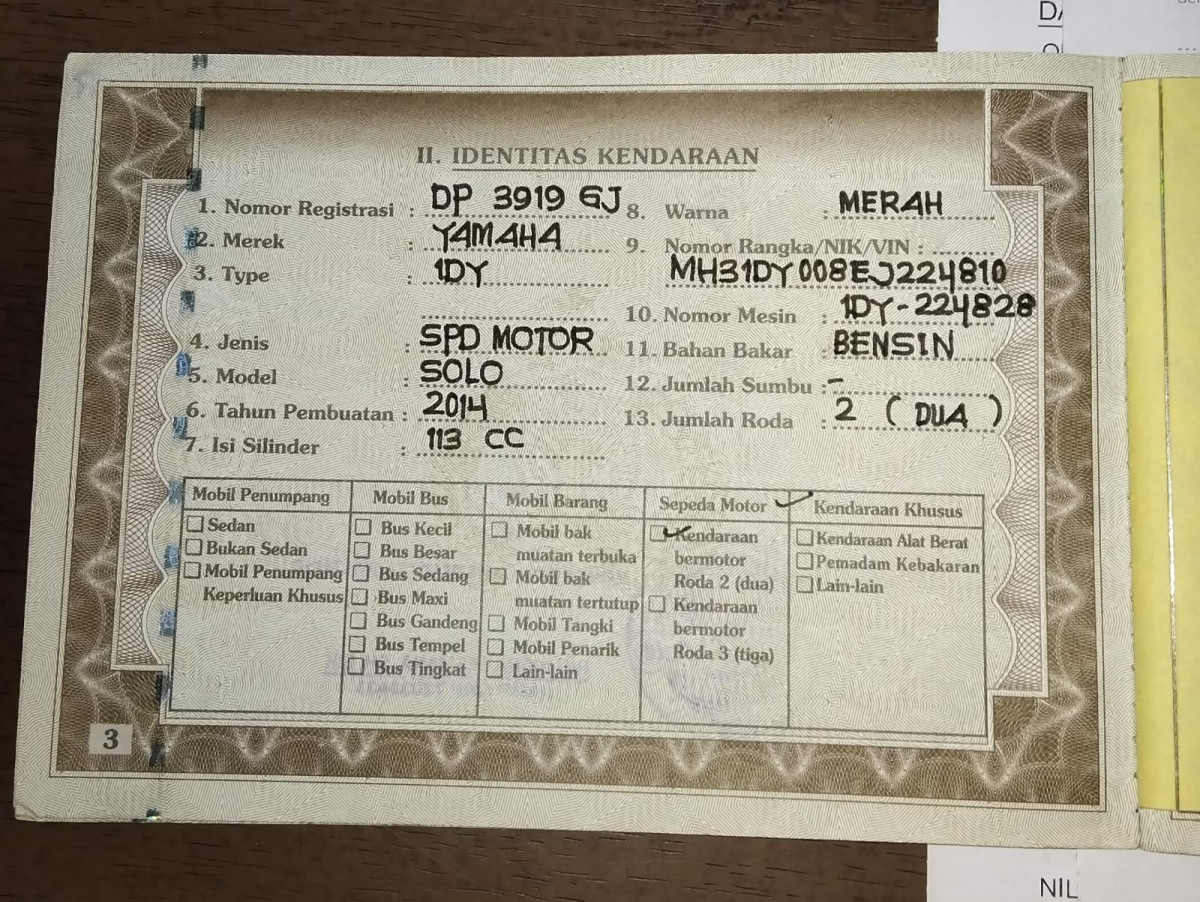 II. IDENTITAS KENDARAAN
1. Nomor Registrasi : DP 3919 GJ
2. Merek : YAMAHA
3. Type : 1DY
4. Jenis : SPD MOTOR
5. Model : SOLO
6. Tahun Pembuatan : 2014
7. Isi Silinder : 113 CC
8. Warna : MERAH
9. Nomor Rangka/NIK/VIN :
MH31DY008EJ224810
10. Nomor Mesin : 1DY-224828
11. Bahan Bakar : BENSIN
12. Jumlah Sumbu : -
13. Jumlah Roda : 2 ( DUA )
Mobil Penumpang
Sedan
Bukan Sedan
Mobil Penumpang
Keperluan Khusus
Mobil Bus
Bus Kecil
Bus Besar
Bus Sedang
Bus Maxi
Bus Gandeng
Bus Tempel
Bus Tingkat
Mobil Barang
Mobil bak
muatan terbuka
Mobil bak
muatan tertutup
Mobil Tangki
Mobil Penarik
Lain-lain
Sepeda Motor
Kendaraan
bermotor
Roda 2 (dua)
Kendaraan
bermotor
Roda 3 (tiga)
Kendaraan Khusus
Kendaraan Alat Berat
Pemadam Kebakaran
Lain-lain
3
NIL